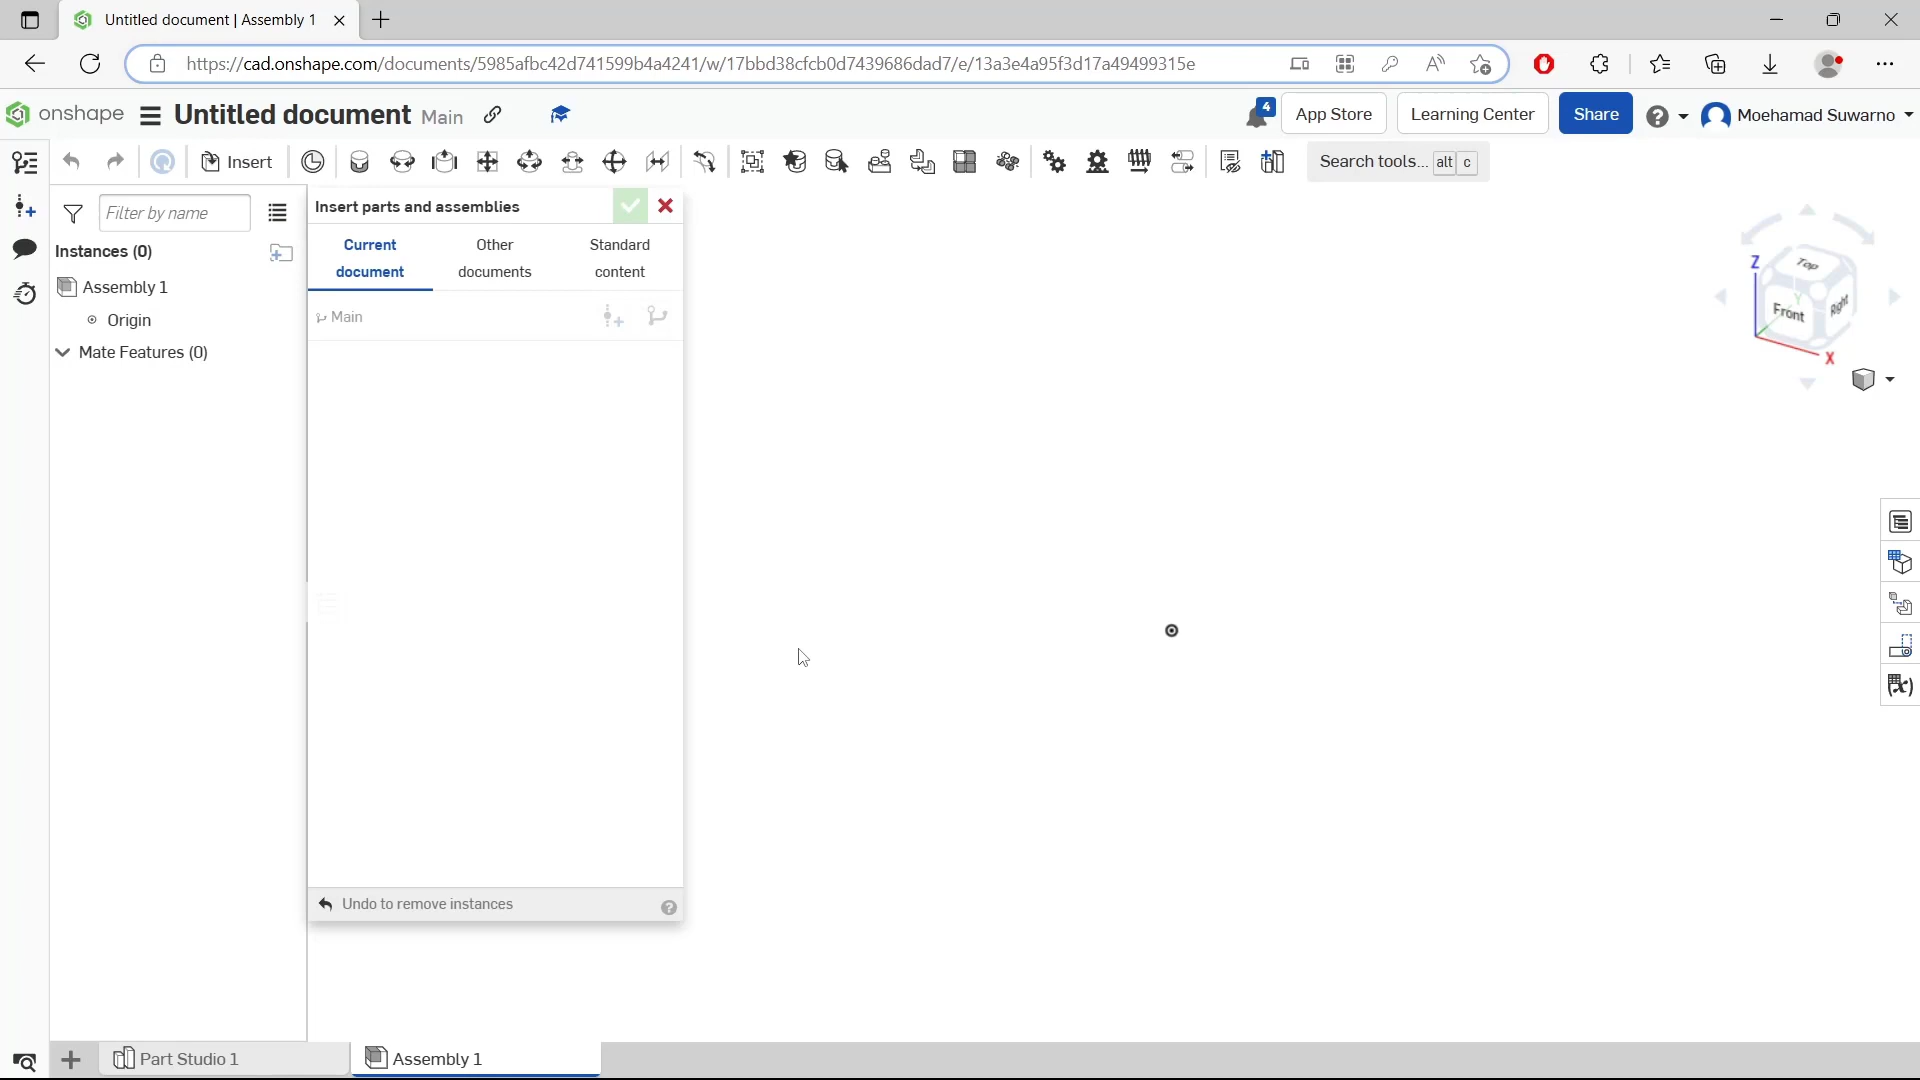 Untitled document | Assembly 1
https://cad.onshape.com/documents/5985afbc42d741599b4a4241/w/17bbd38cfcb0d7439686dad7/e/13a3e4a95f3d17a49499315e
onshape Untitled document Main 4 App Store Learning Center Share Moehamad Suwarno
Insert Search tools... alt c
Filter by name
Instances (0)
Assembly 1
Origin
Mate Features (0)
Insert parts and assemblies
Current document
Other documents
Standard content
Main
Undo to remove instances
Top
Front
Right
Z
Y
X
Part Studio 1
Assembly 1